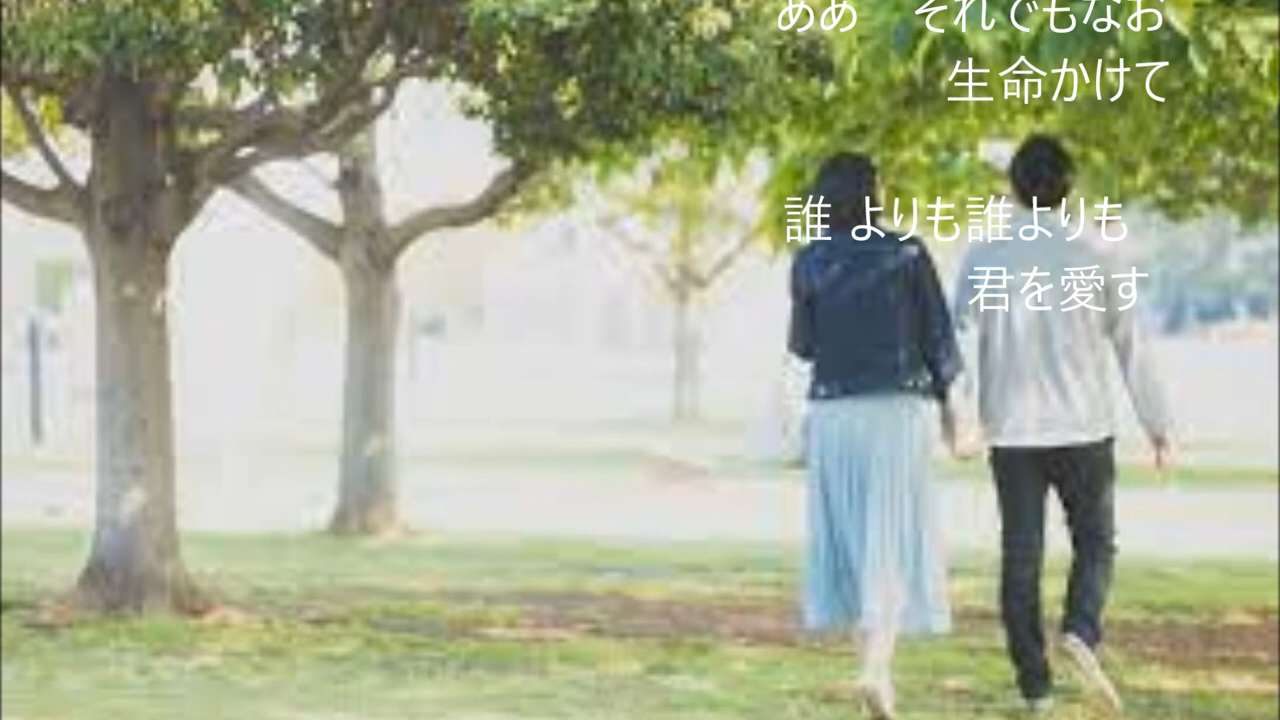 ああ　それでもなお
生命かけて
誰 よりも誰よりも
君を愛す